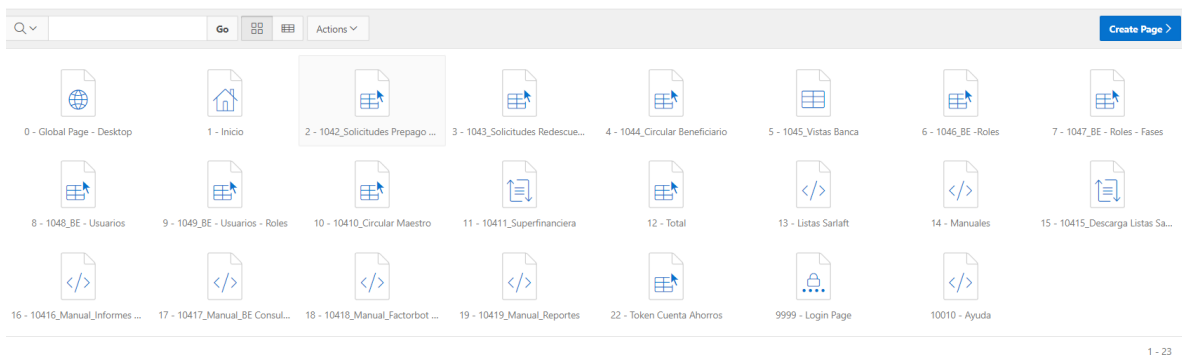 Go
Actions
Create Page
0 - Global Page - Desktop
1 - Inicio
2 - 1042_Solicitudes Prepago ...
3 - 1043_Solicitudes Redescue...
4 - 1044_Circular Beneficiario
5 - 1045_Vistas Banca
6 - 1046_BE -Roles
7 - 1047_BE - Roles - Fases
8 - 1048_BE - Usuarios
9 - 1049_BE - Usuarios - Roles
10 - 10410_Circular Maestro
11 - 10411_Superfinanciera
12 - Total
13 - Listas Sarlaft
14 - Manuales
15 - 10415_Descarga Listas Sa...
16 - 10416_Manual_Informes ...
17 - 10417_Manual_BE Consul...
18 - 10418_Manual_Factorbot ...
19 - 10419_Manual_Reportes
22 - Token Cuenta Ahorros
9999 - Login Page
10010 - Ayuda
1 - 23